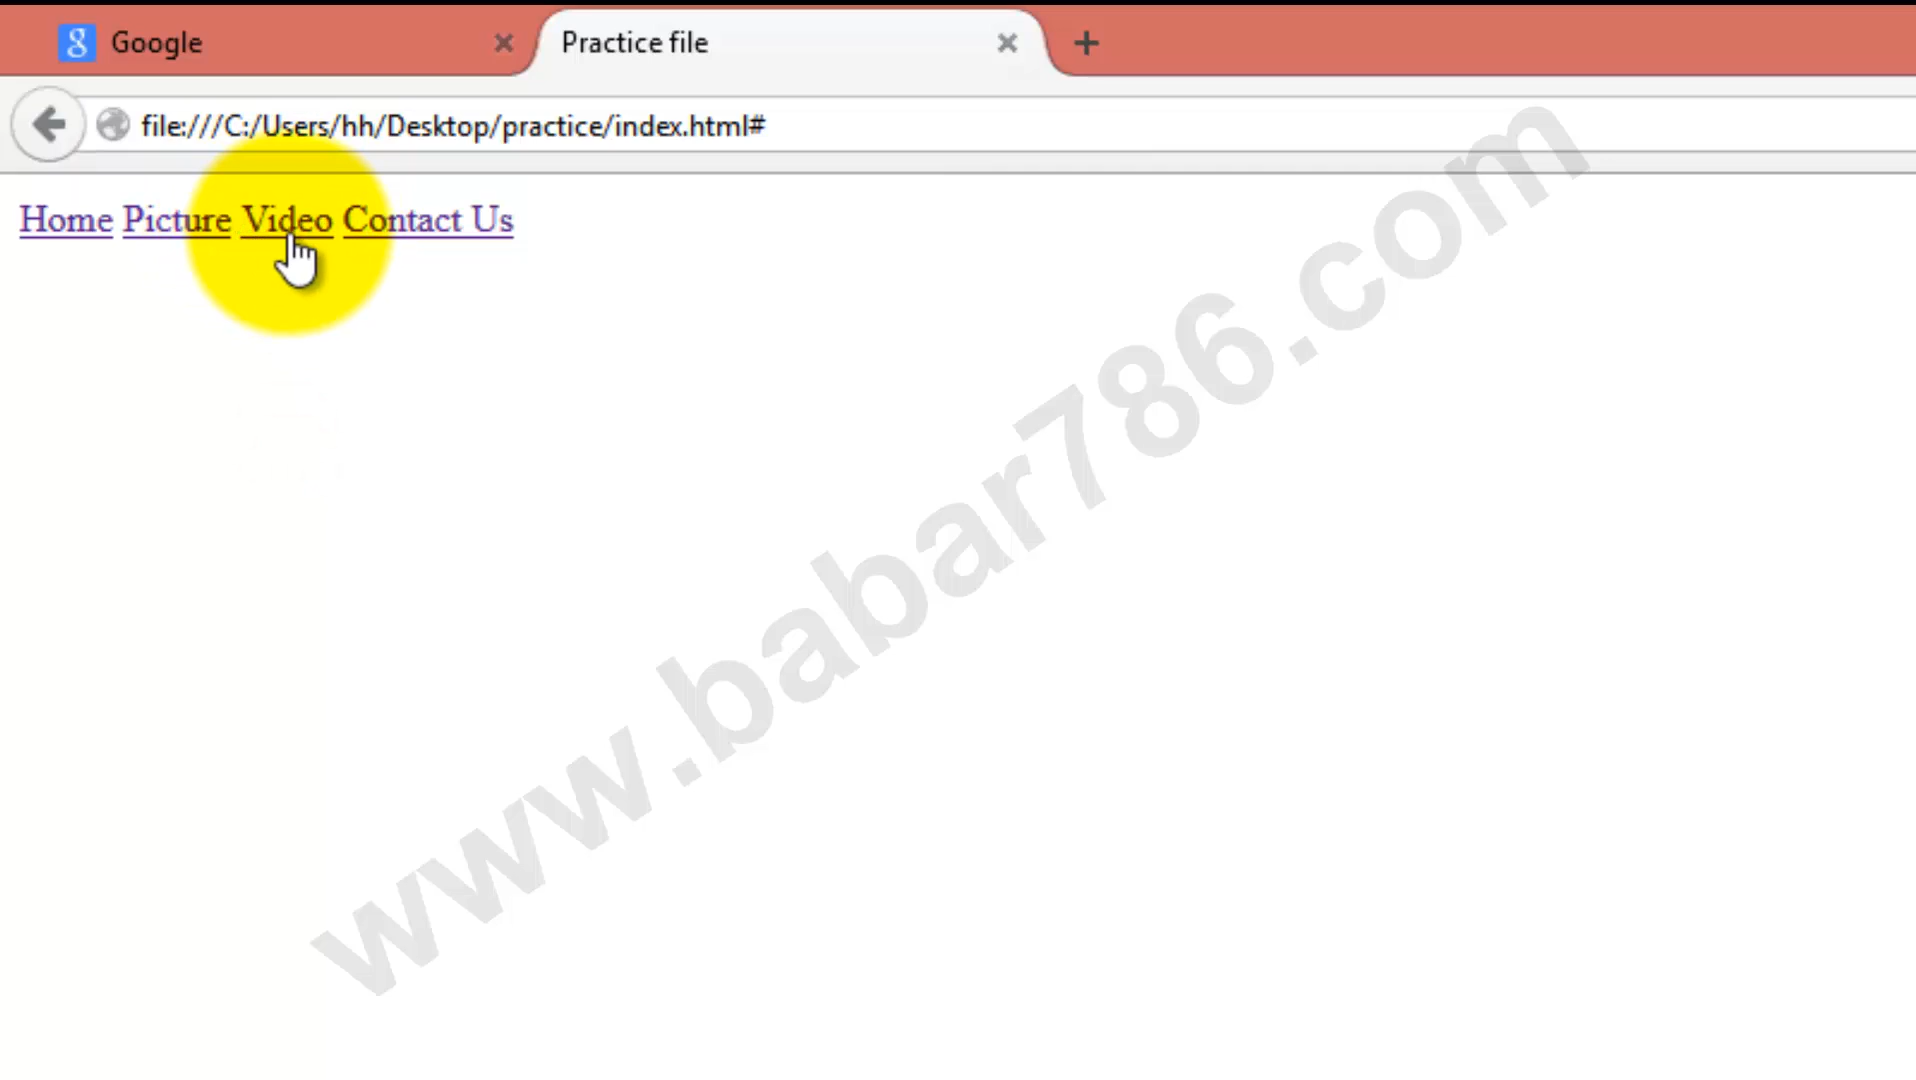 Google
Practice file
file:///C:/Users/hh/Desktop/practice/index.html#
Home Picture Video Contact Us
www.babar786.com